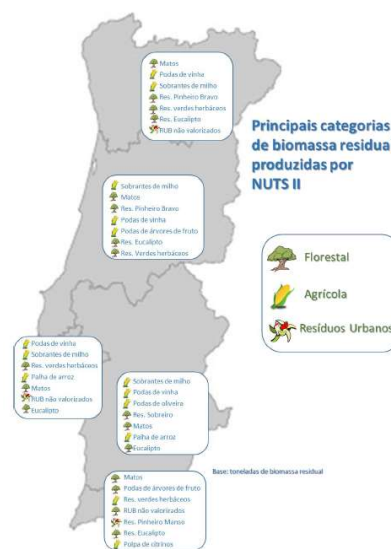 Matos
Podas de vinha
Sobrantes de milho
Res. Pinheiro Bravo
Res. verdes herbáceos
Res. Eucalipto
RUB não valorizados
Principais categorias
de biomassa residua
produzidas por
NUTS II
Sobrantes de milho
Matos
Res. Pinheiro Bravo
Podas de vinha
Podas de árvores de fruto
Res. Eucalipto
Res. Verdes herbáceos
Florestal
Agrícola
Resíduos Urbanos
Podas de vinha
Sobrantes de milho
Res. verdes herbáceos
Palha de arroz
Matos
RUB não valorizados
Eucalipto
Sobrantes de milho
Podas de vinha
Podas de oliveira
Res. Sobreiro
Matos
Palha de arroz
Eucalipto
Base: toneladas de biomassa residual
Matos
Podas de árvores de fruto
Res. verdes herbáceos
RUB não valorizados
Res. Pinheiro Manso
Res. Eucalipto
Polpa de citrinos